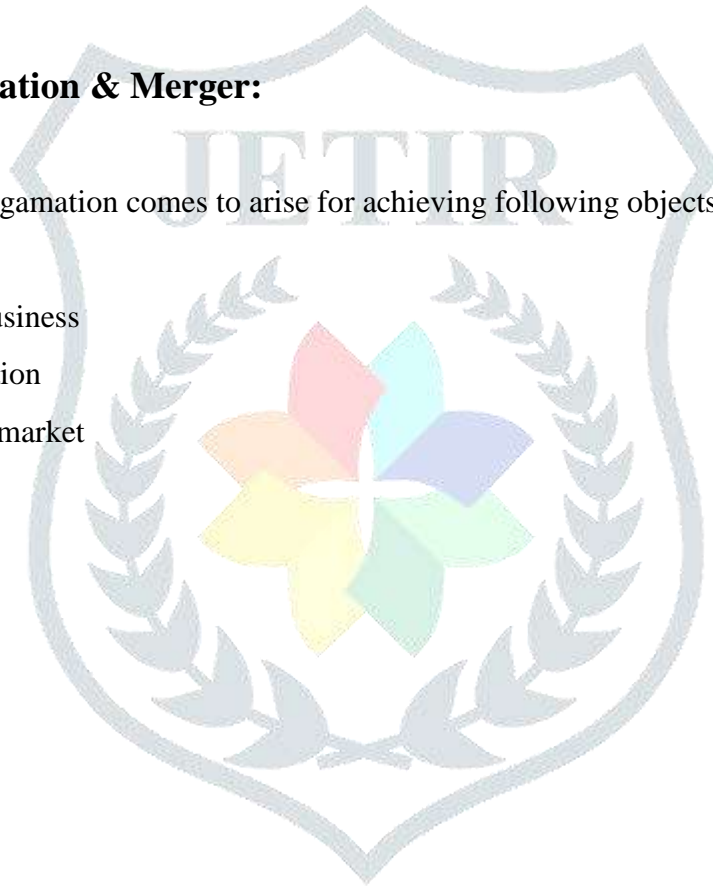 ation & Merger:
JETIR
gamation comes to arise for achieving following objects
usiness
ion
market